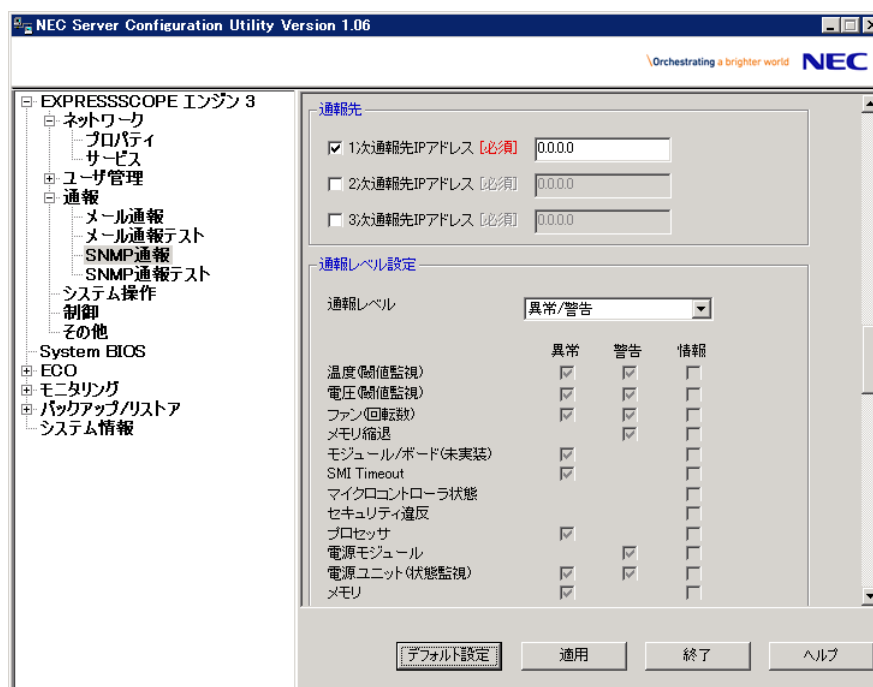 NEC Server Configuration Utility Version 1.06
\Orchestrating a brighter world NEC
EXPRESSSCOPE エンジン 3
ネットワーク
プロパティ
サービス
ユーザ管理
通報
メール通報
メール通報テスト
SNMP通報
SNMP通報テスト
システム操作
制御
その他
System BIOS
ECO
モニタリング
バックアップ/リストア
システム情報
通報先
1次通報先IPアドレス [必須] 0.0.0.0
2次通報先IPアドレス [必須] 0.0.0.0
3次通報先IPアドレス [必須] 0.0.0.0
通報レベル設定
通報レベル 異常/警告
異常 警告 情報
温度(閾値監視)
電圧(閾値監視)
ファン(回転数)
メモリ縮退
モジュール/ボード(未実装)
SMI Timeout
マイクロコントローラ状態
セキュリティ違反
プロセッサ
電源モジュール
電源ユニット(状態監視)
メモリ
デフォルト設定 適用 終了 ヘルプ